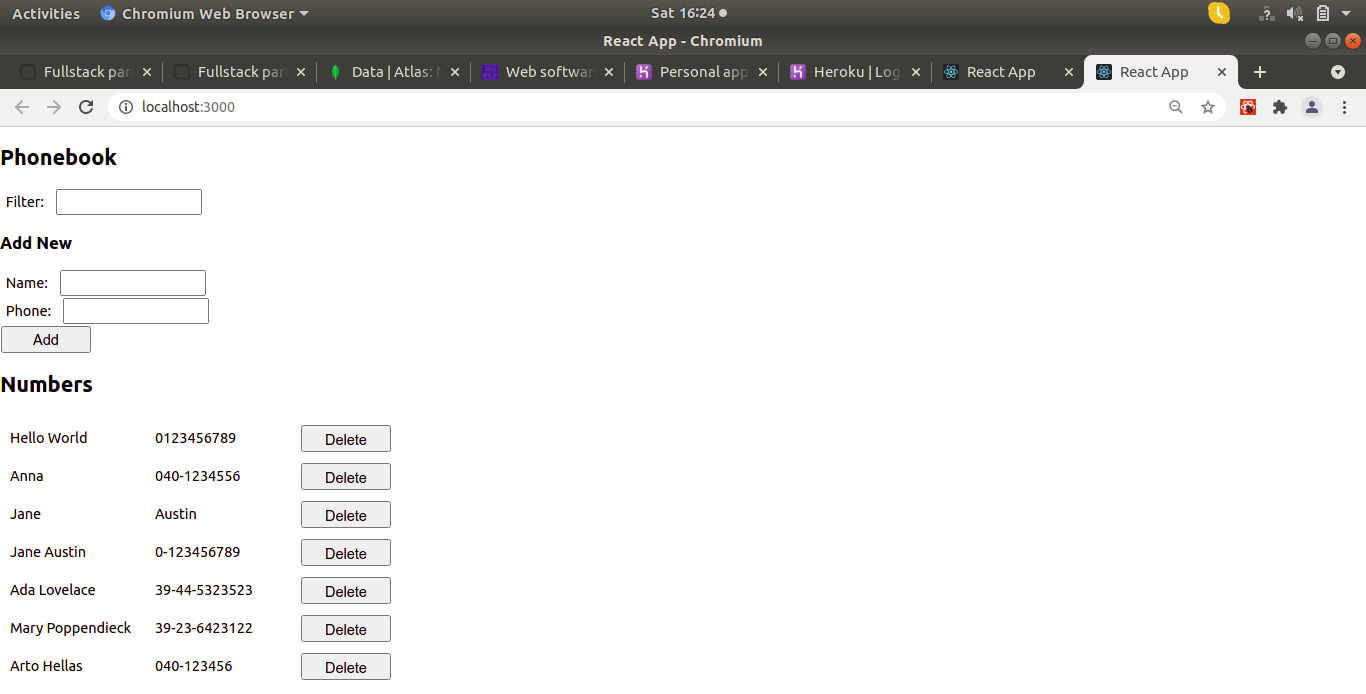 Activities Chromium Web Browser Sat 16:24
React App - Chromium
Fullstack par Fullstack par Data | Atlas: M Web softwar Personal app Heroku | Log React App React App
localhost:3000
Phonebook
Filter:
Add New
Name:
Phone:
Add
Numbers
Hello World 0123456789 Delete
Anna 040-1234556 Delete
Jane Austin Delete
Jane Austin 0-123456789 Delete
Ada Lovelace 39-44-5323523 Delete
Mary Poppendieck 39-23-6423122 Delete
Arto Hellas 040-123456 Delete